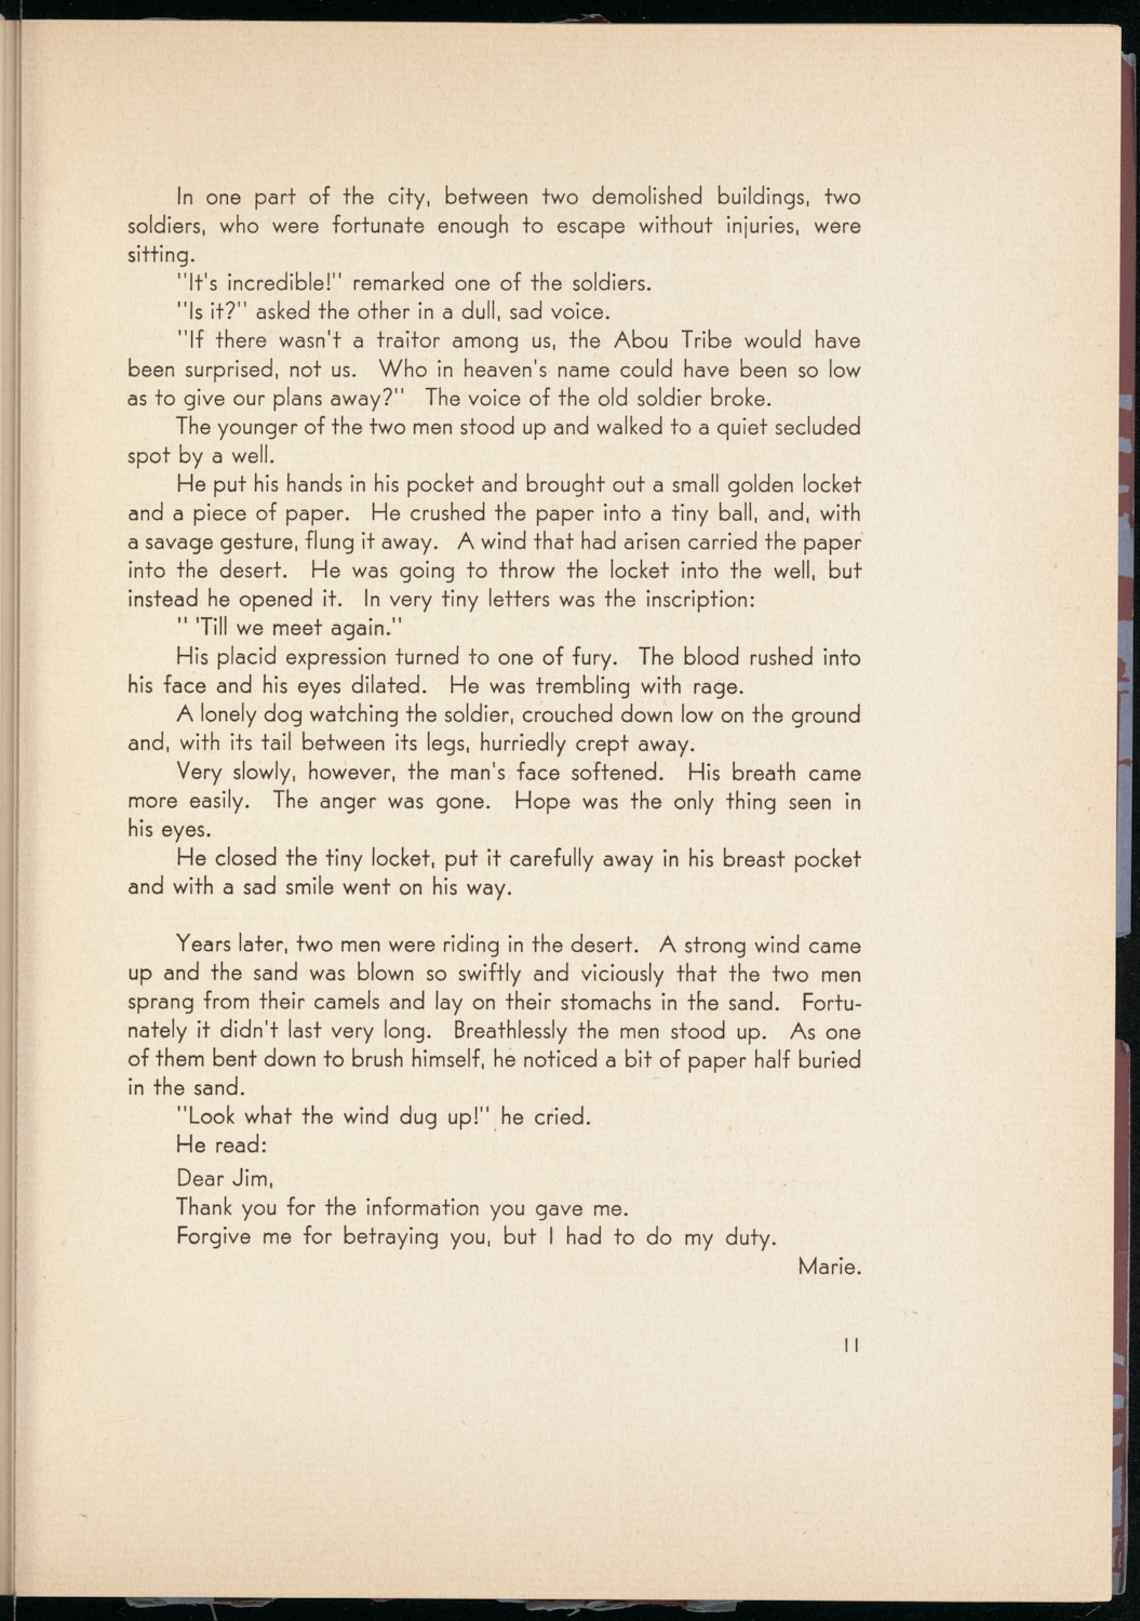 In one part of the city, between two demolished buildings, two
soldiers, who were fortunate enough to escape without injuries, were
sitting.
"It's incredible!" remarked one of the soldiers.
"Is it?" asked the other in a dull, sad voice.
"If there wasn't a traitor among us, the Abou Tribe would have
been surprised, not us. Who in heaven's name could have been so low
as to give our plans away?" The voice of the old soldier broke.
The younger of the two men stood up and walked to a quiet secluded
spot by a well.
He put his hands in his pocket and brought out a small golden locket
and a piece of paper. He crushed the paper into a tiny ball, and, with
a savage gesture, flung it away. A wind that had arisen carried the paper
into the desert. He was going to throw the locket into the well, but
instead he opened it. In very tiny letters was the inscription:
" 'Till we meet again."
His placid expression turned to one of fury. The blood rushed into
his face and his eyes dilated. He was trembling with rage.
A lonely dog watching the soldier, crouched down low on the ground
and, with its tail between its legs, hurriedly crept away.
Very slowly, however, the man's face softened. His breath came
more easily. The anger was gone. Hope was the only thing seen in
his eyes.
He closed the tiny locket, put it carefully away in his breast pocket
and with a sad smile went on his way.
Years later, two men were riding in the desert. A strong wind came
up and the sand was blown so swiftly and viciously that the two men
sprang from their camels and lay on their stomachs in the sand. Fortu-
nately it didn't last very long. Breathlessly the men stood up. As one
of them bent down to brush himself, he noticed a bit of paper half buried
in the sand.
"Look what the wind dug up!" he cried.
He read:
Dear Jim,
Thank you for the information you gave me.
Forgive me for betraying you, but I had to do my duty.
Marie.
11